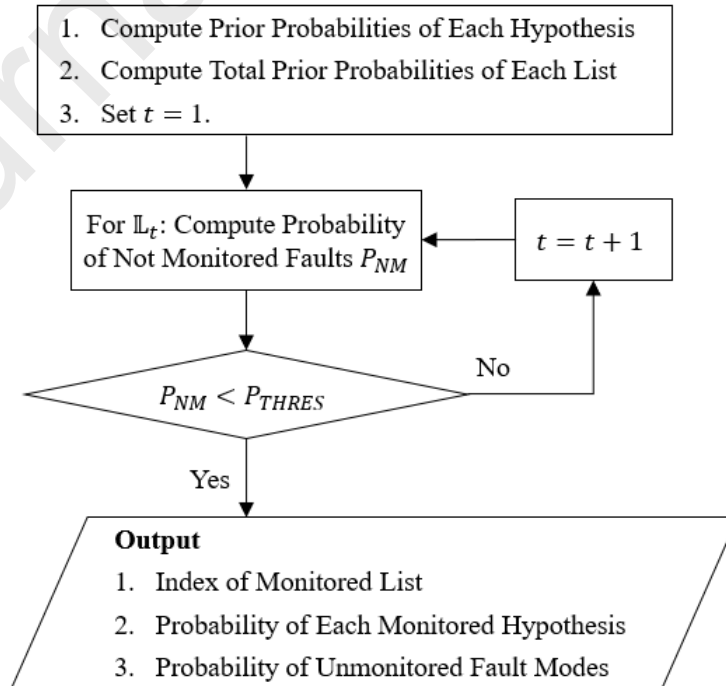 1. Compute Prior Probabilities of Each Hypothesis
2. Compute Total Prior Probabilities of Each List
3. Set t = 1.
For 𝕃t: Compute Probability
of Not Monitored Faults PNM
t = t + 1
PNM < PTHRES
No
Yes
Output
1. Index of Monitored List
2. Probability of Each Monitored Hypothesis
3. Probability of Unmonitored Fault Modes